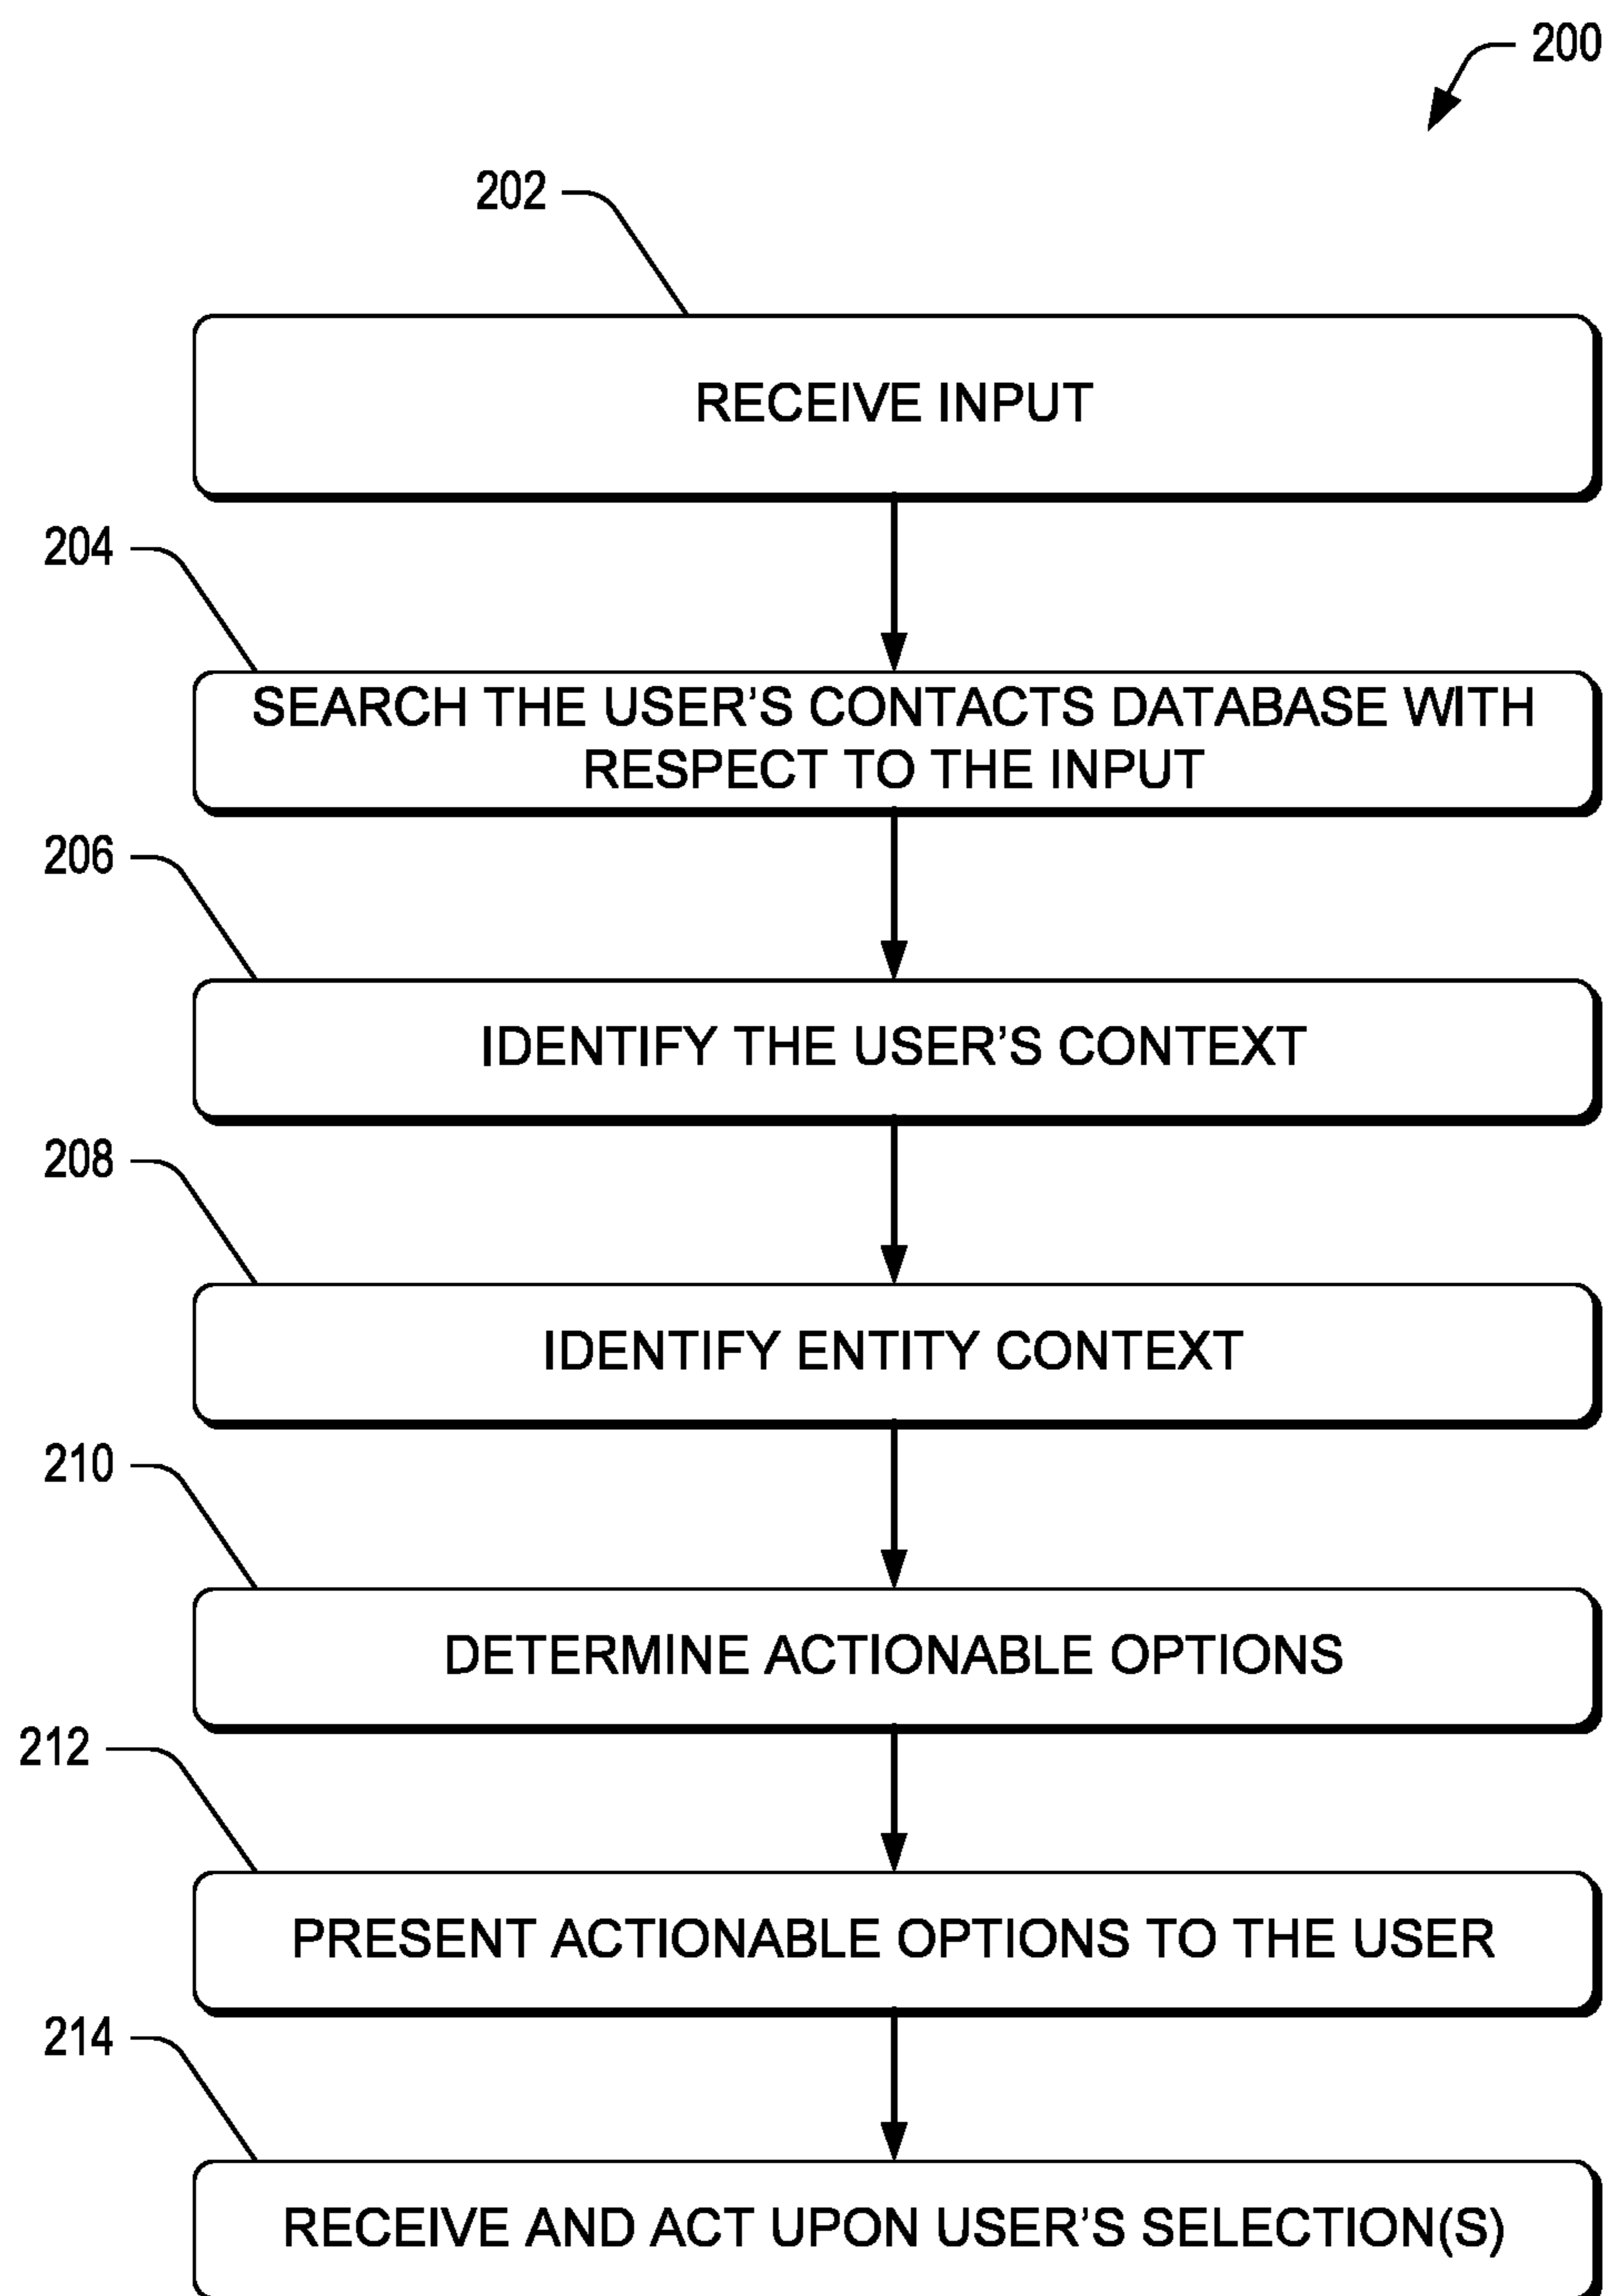 200
202
RECEIVE INPUT
204
SEARCH THE USER'S CONTACTS DATABASE WITH
RESPECT TO THE INPUT
206
IDENTIFY THE USER'S CONTEXT
208
IDENTIFY ENTITY CONTEXT
210
DETERMINE ACTIONABLE OPTIONS
212
PRESENT ACTIONABLE OPTIONS TO THE USER
214
RECEIVE AND ACT UPON USER'S SELECTION(S)